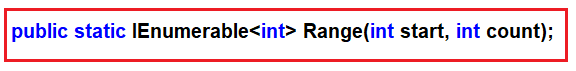 public static IEnumerable<int> Range(int start, int count);